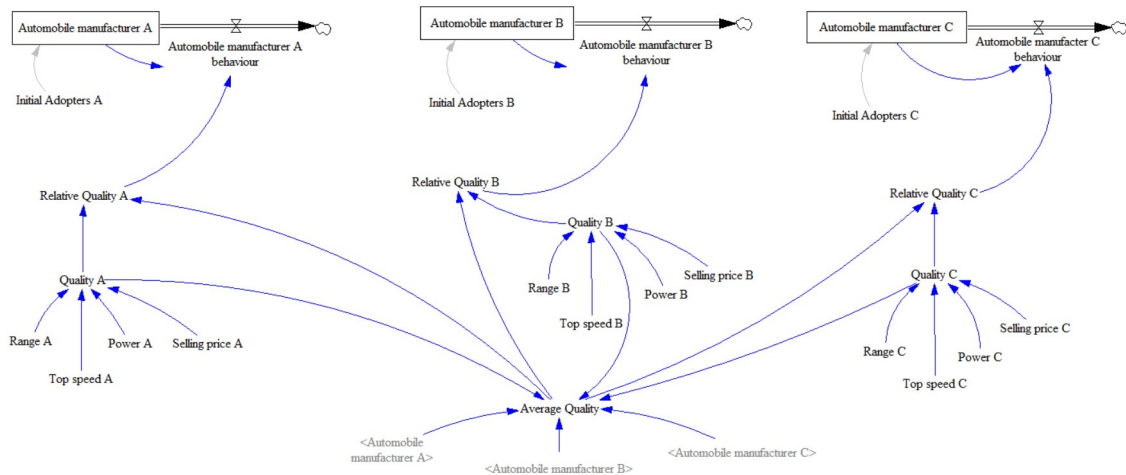 Automobile manufacturer A
Automobile manufacturer A
behaviour
Initial Adopters A
Automobile manufacturer B
Automobile manufacturer B
behaviour
Initial Adopters B
Automobile manufacturer C
Automobile manufacter C
behaviour
Initial Adopters C
Relative Quality A
Relative Quality B
Relative Quality C
Quality A
Range A
Top speed A
Power A
Selling price A
Quality B
Range B
Top speed B
Power B
Selling price B
Quality C
Range C
Top speed C
Power C
Selling price C
Average Quality
<Automobile
manufacturer A>
<Automobile manufacturer B>
<Automobile manufacturer C>